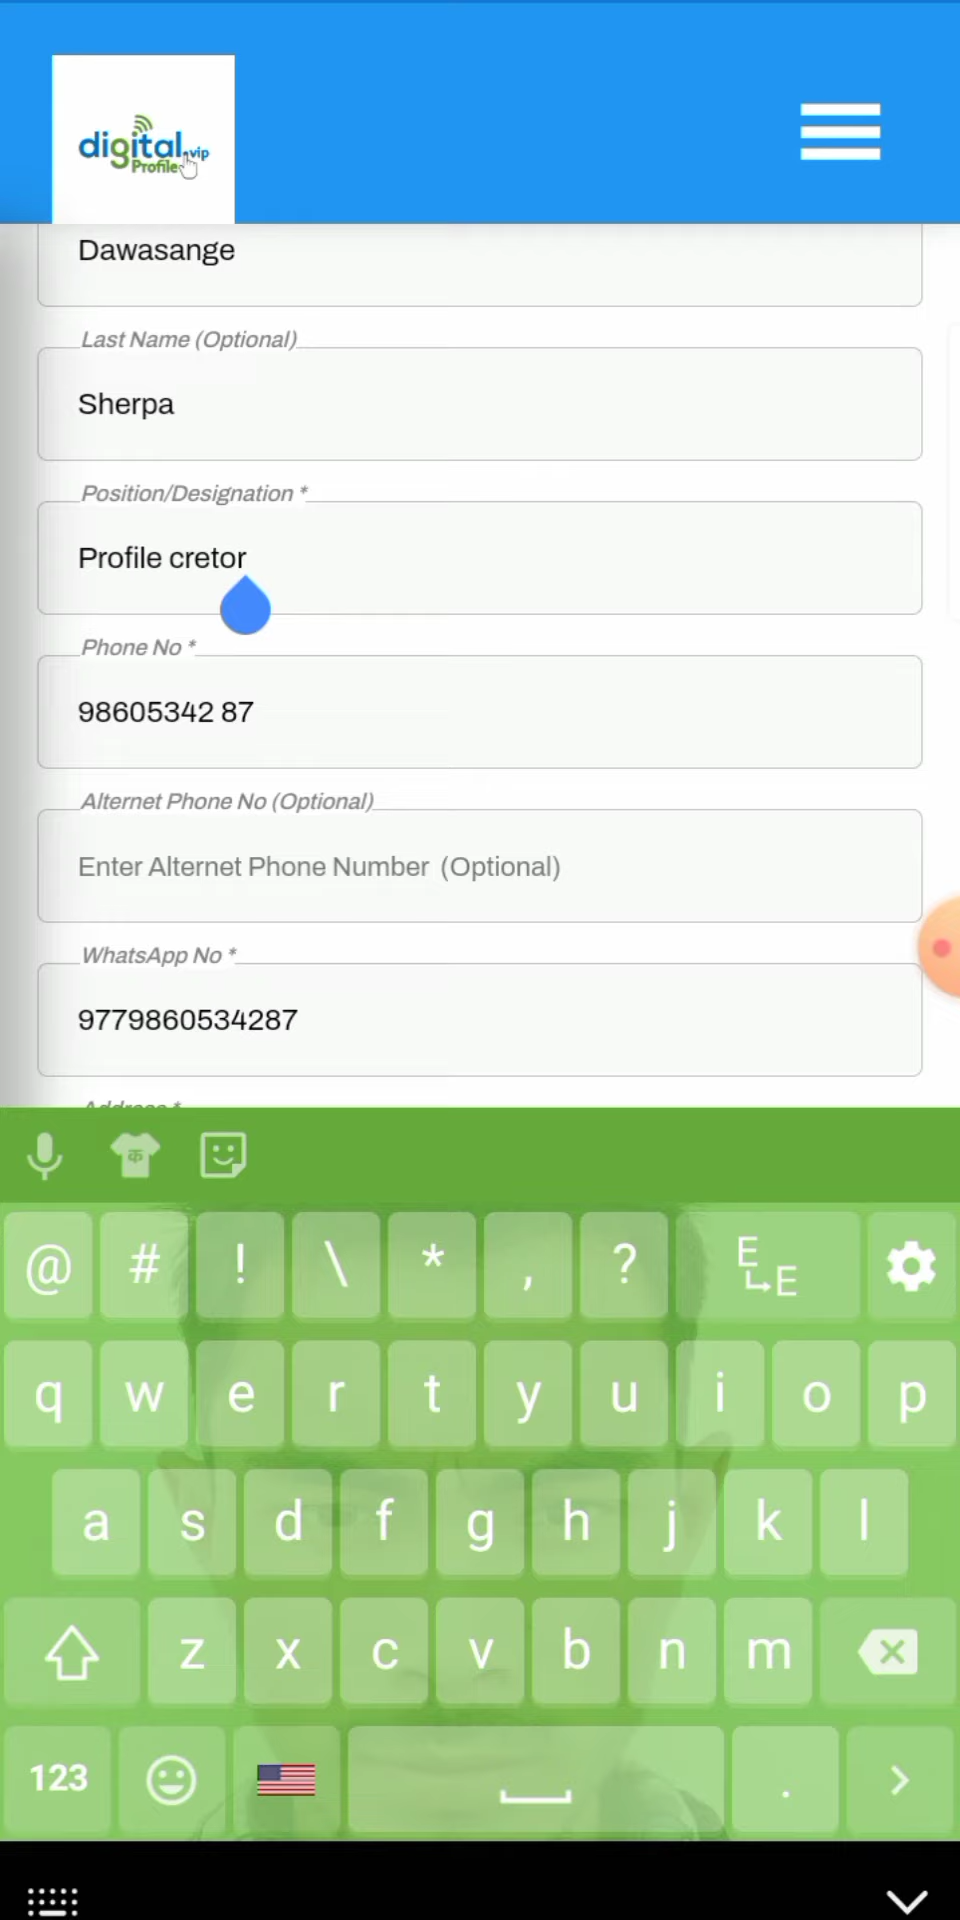 digital.vip
Profile
Dawasange
Last Name (Optional)
Sherpa
Position/Designation *
Profile cretor
Phone No *
98605342 87
Alternet Phone No (Optional)
Enter Alternet Phone Number (Optional)
WhatsApp No *
9779860534287
Address *
क
@ # ! \ * , ? E E
q w e r t y u i o p
a s d f g h j k l
z x c v b n m
123 .